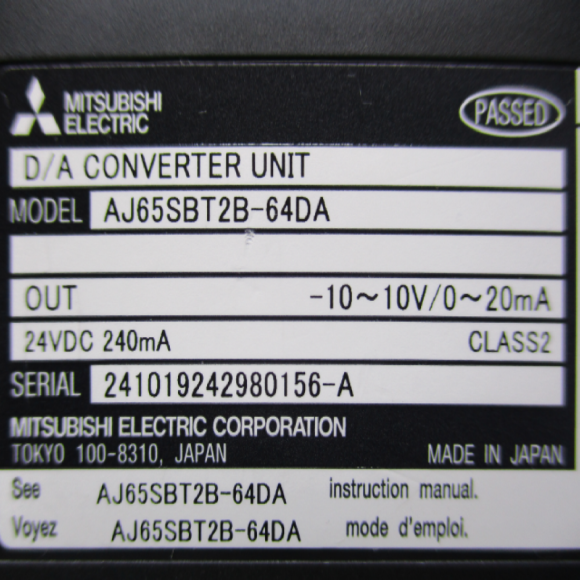 MITSUBISHI
ELECTRIC
PASSED
D/A CONVERTER UNIT
MODEL AJ65SBT2B-64DA
OUT -10~10V/0~20mA
24VDC 240mA CLASS2
SERIAL 241019242980156-A
MITSUBISHI ELECTRIC CORPORATION
TOKYO 100-8310, JAPAN MADE IN JAPAN
See AJ65SBT2B-64DA instruction manual.
Voyez AJ65SBT2B-64DA mode d'emploi.